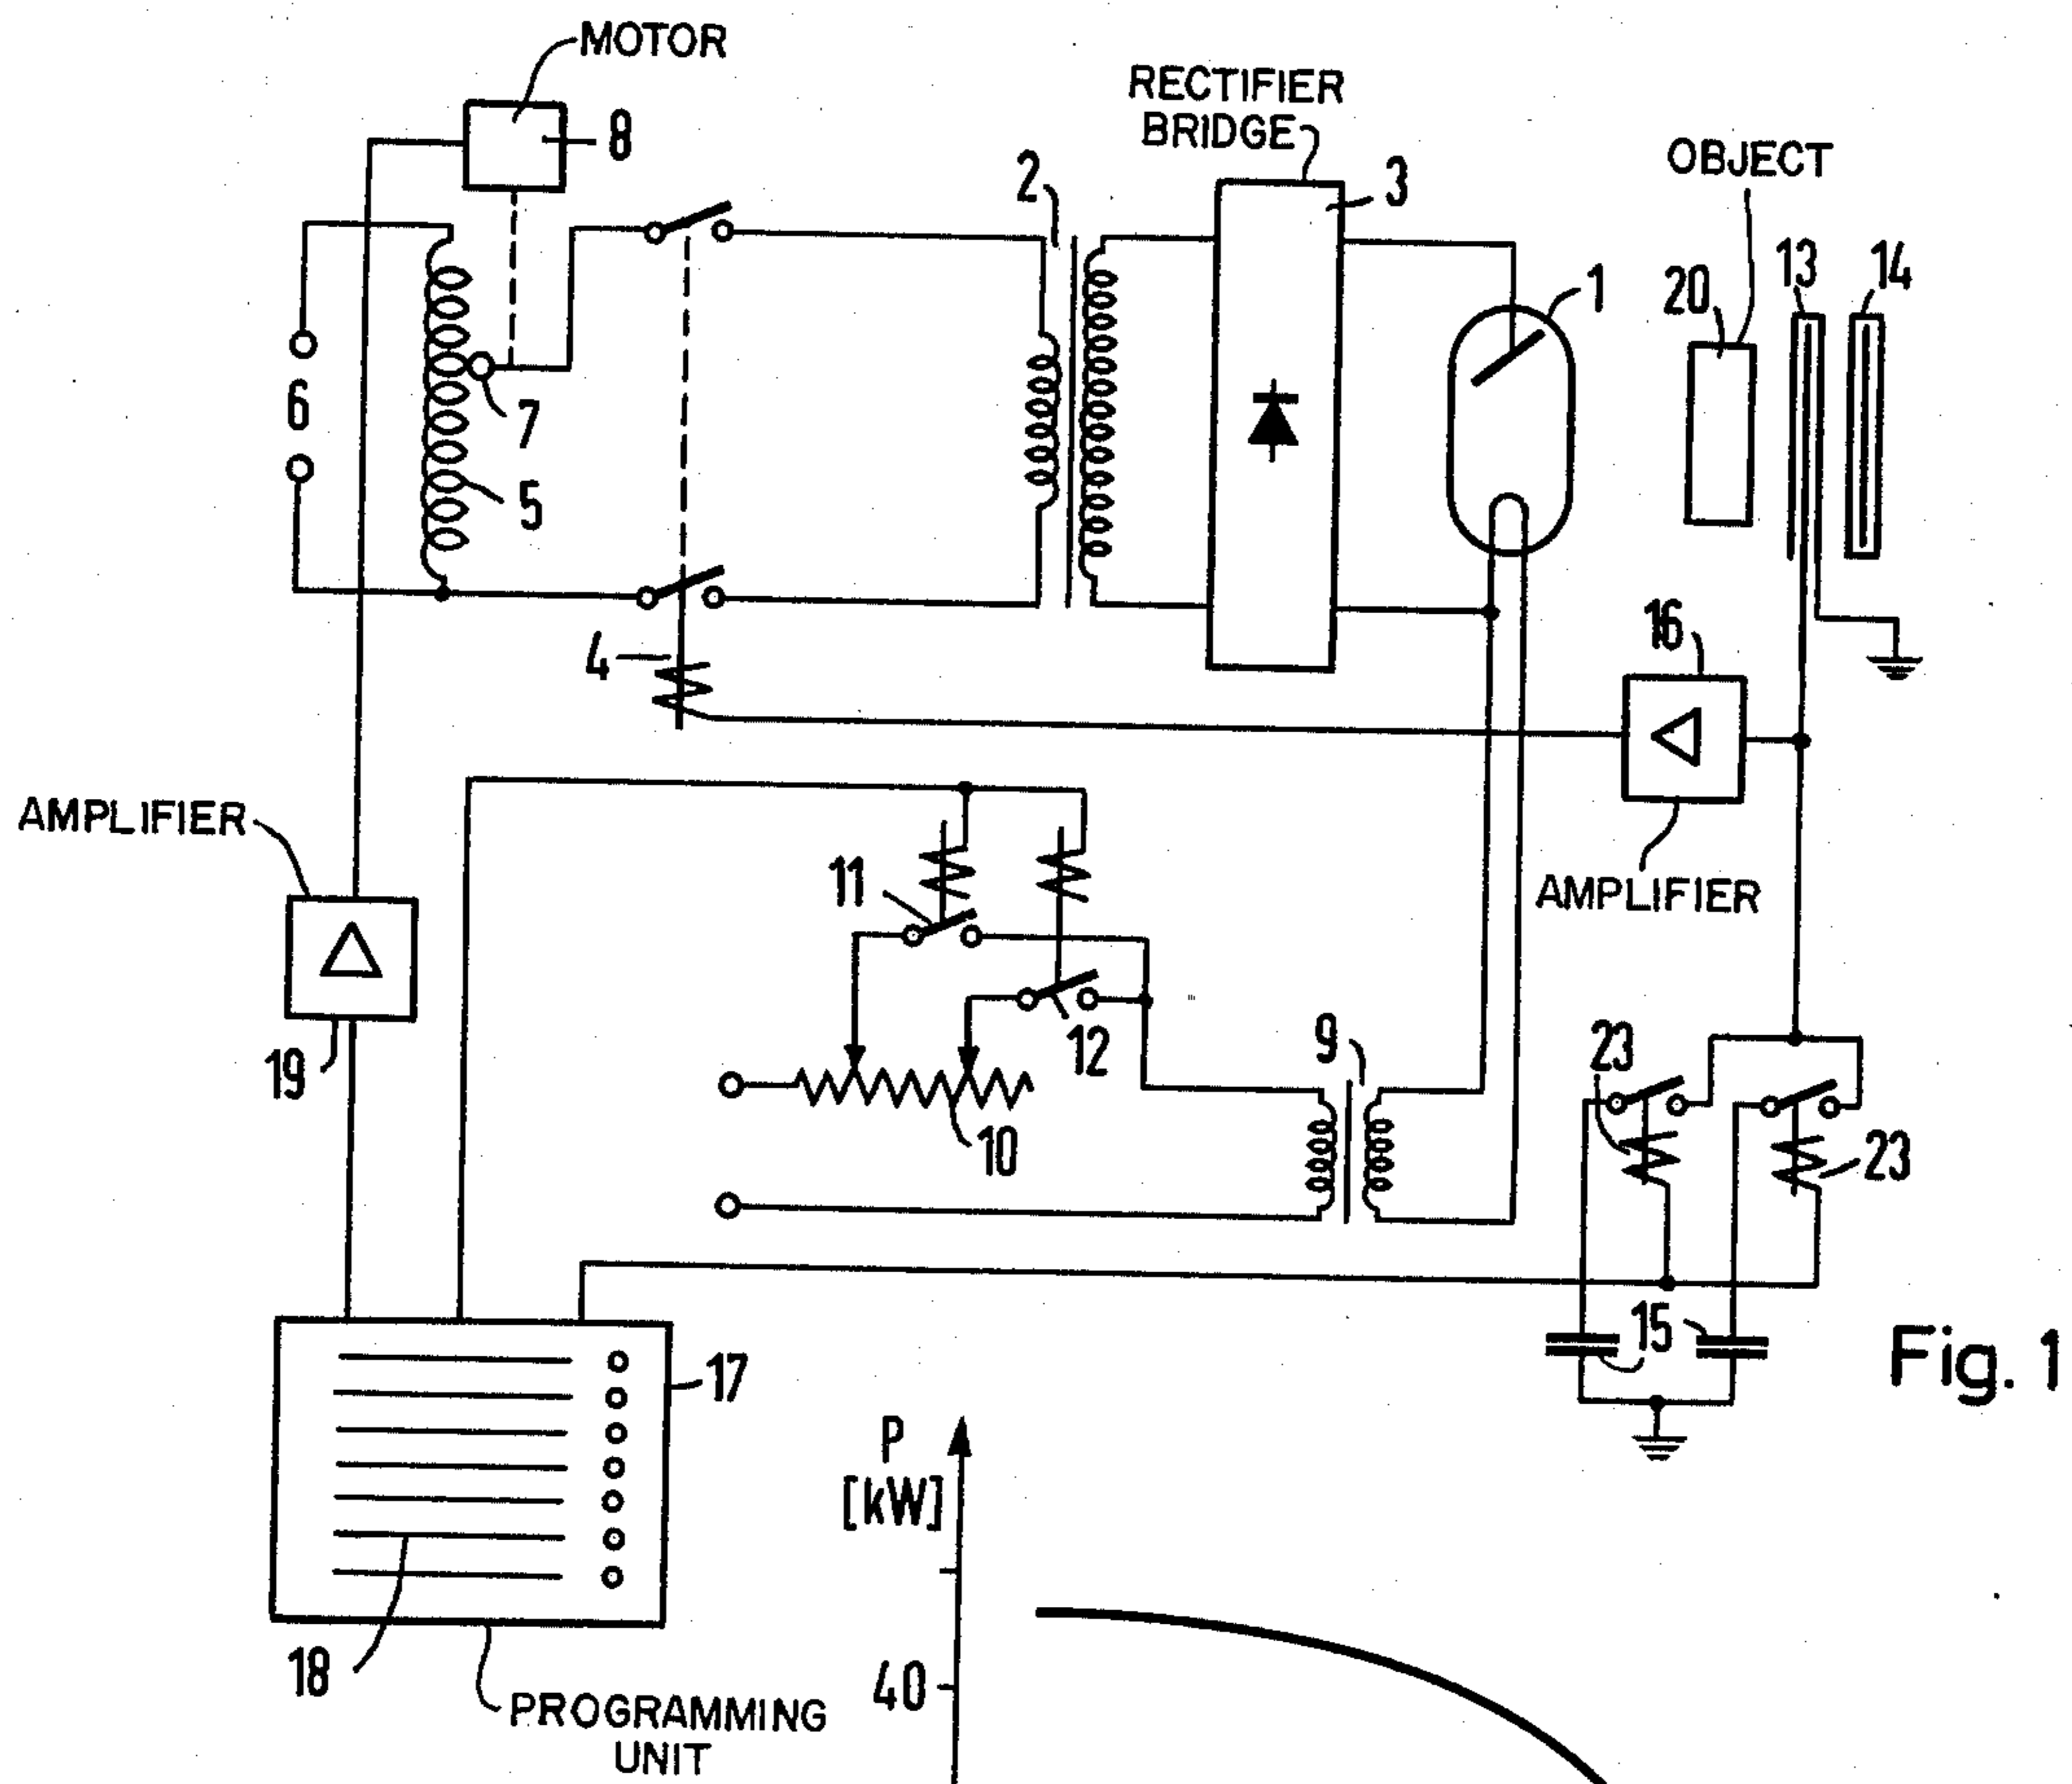 MOTOR
8
RECTIFIER
BRIDGE
3
2
OBJECT
1
20
13
14
6
7
5
4
16
AMPLIFIER
AMPLIFIER
19
11
12
10
9
23
23
15
17
18
PROGRAMMING
UNIT
Fig. 1
P
[kW]
40